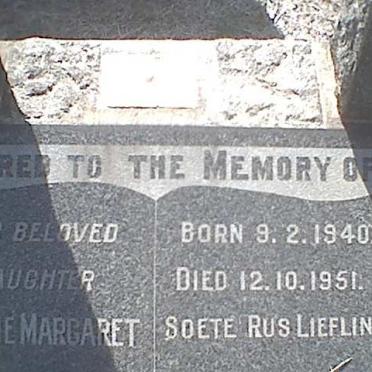 RED TO THE MEMORY OF
BELOVED
BORN 9.2.1940
AUGHTER
DIED 12.10.1951.
E MARGARET
SOETE RUS LIEFLIN